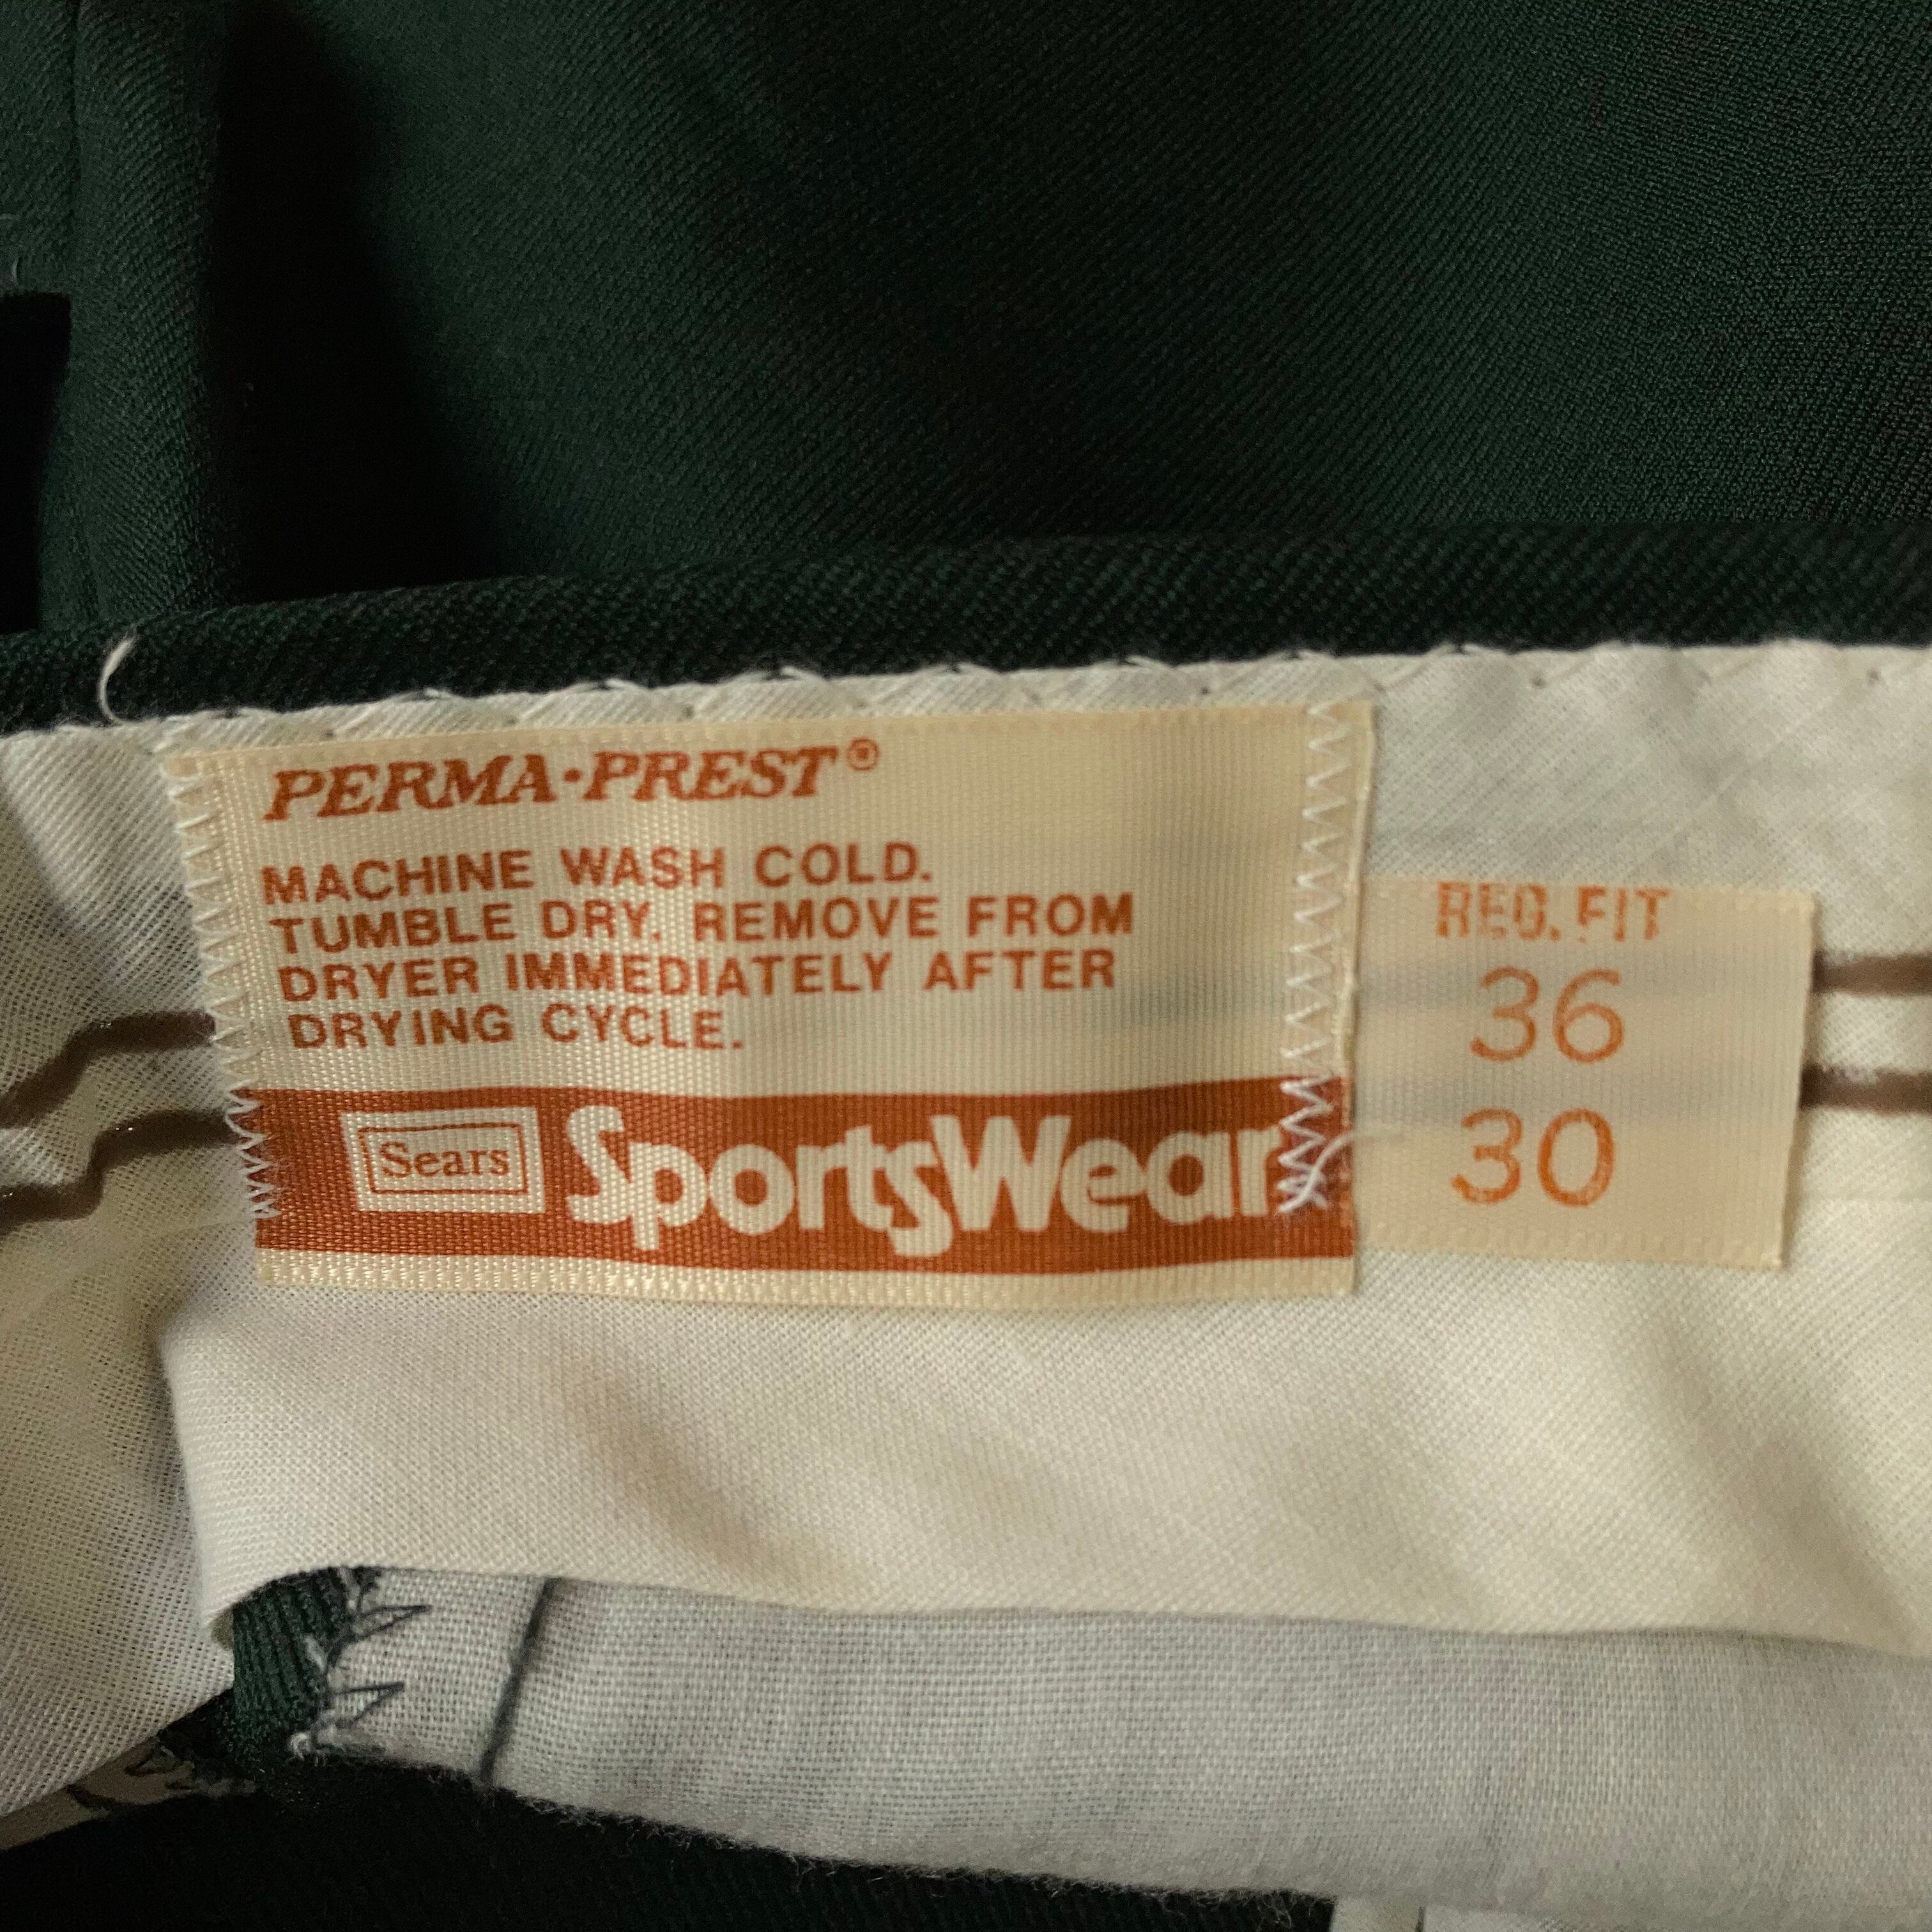 PERMA·PREST®
MACHINE WASH COLD.
TUMBLE DRY. REMOVE FROM
DRYER IMMEDIATELY AFTER
DRYING CYCLE.
Sears SportsWear
REG. FIT
36
30